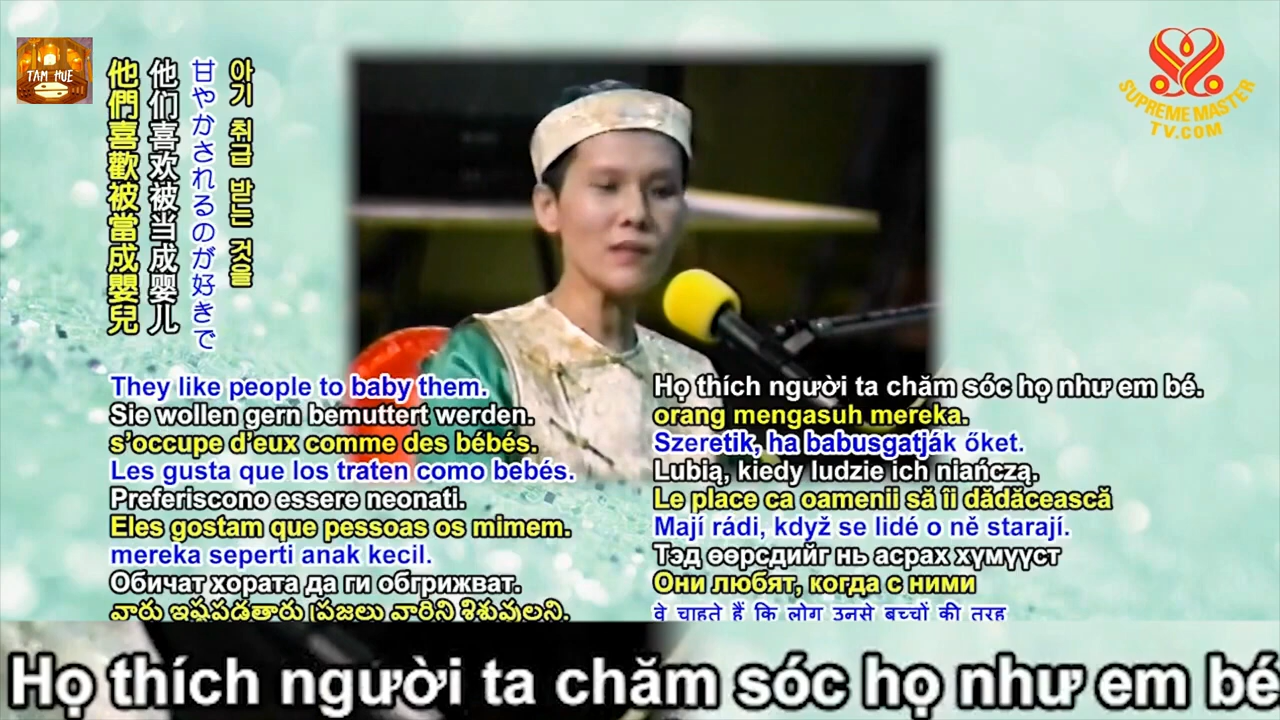 TAM HUE
SUPREME MASTER
TV.COM
아기 취급 받는 것을
甘やかされるのが好きで
他们喜欢被当成婴儿
他們喜歡被當成嬰兒
They like people to baby them.
Sie wollen gern bemuttert werden.
s’occupe d’eux comme des bébés.
Les gusta que los traten como bebés.
Preferiscono essere neonati.
Eles gostam que pessoas os mimem.
mereka seperti anak kecil.
Обичат хората да ги обгрижват.
వారు ఇష్టపడతారు ప్రజలు వారిని శిశువులని.
Họ thích người ta chăm sóc họ như em bé.
orang mengasuh mereka.
Szeretik, ha babusgatják őket.
Lubią, kiedy ludzie ich niańczą.
Le place ca oamenii să îi dădăcească
Mají rádi, když se lidé o ně starají.
Тэд өөрсдийг нь асрах хүмүүст
Они любят, когда с ними
वे चाहते हैं कि लोग उनसे बच्चों की तरह
Họ thích người ta chăm sóc họ như em bé